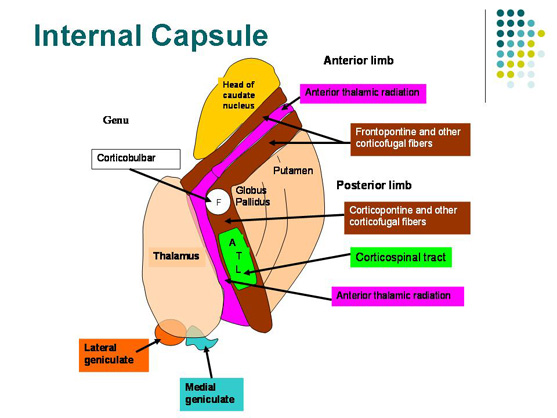 Internal Capsule
Anterior limb
Head of
caudate
nucleus
Anterior thalamic radiation
Genu
Frontopontine and other
corticofugal fibers
Corticobulbar
Putamen
Globus
Pallidus
Posterior limb
F
Corticopontine and other
corticofugal fibers
A
T
L
Thalamus
Corticospinal tract
Anterior thalamic radiation
Lateral
geniculate
Medial
geniculate